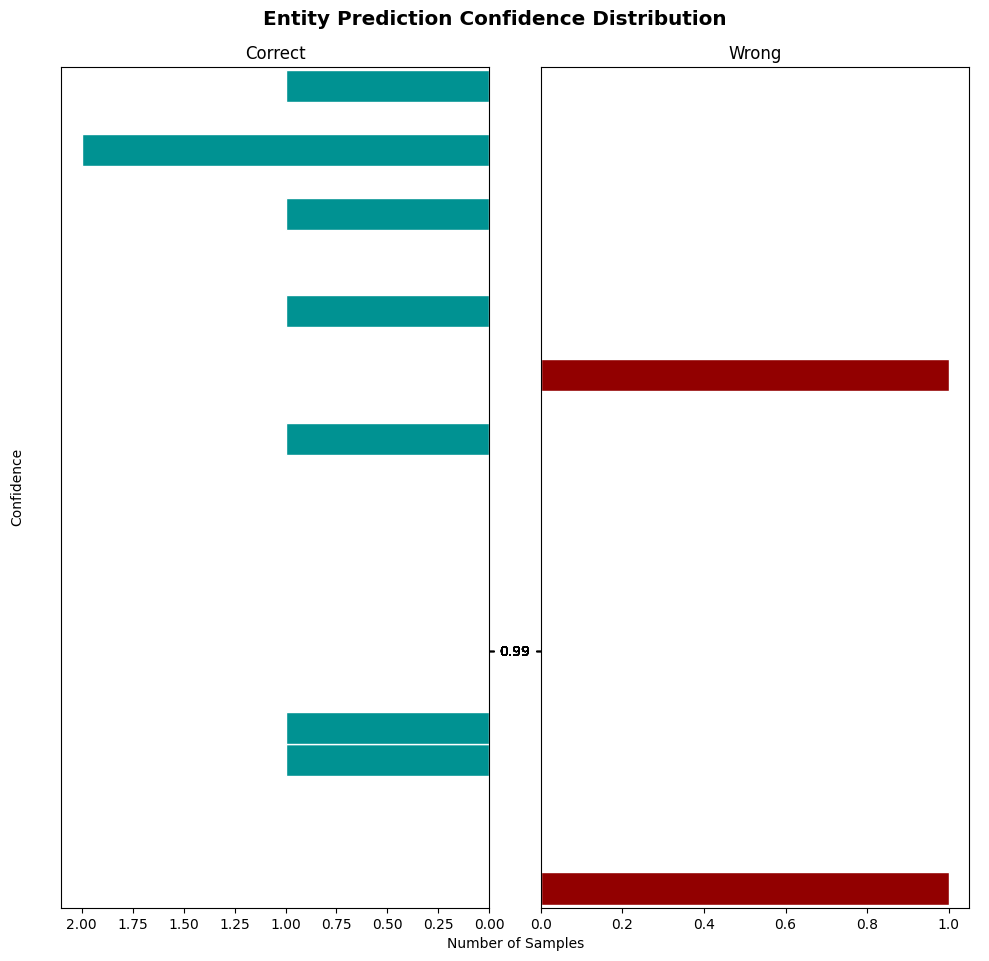 Entity Prediction Confidence Distribution
Correct
Wrong
Confidence
2.00 1.75 1.50 1.25 1.00 0.75 0.50 0.25 0.00
0.0 0.2 0.4 0.6 0.8 1.0
Number of Samples